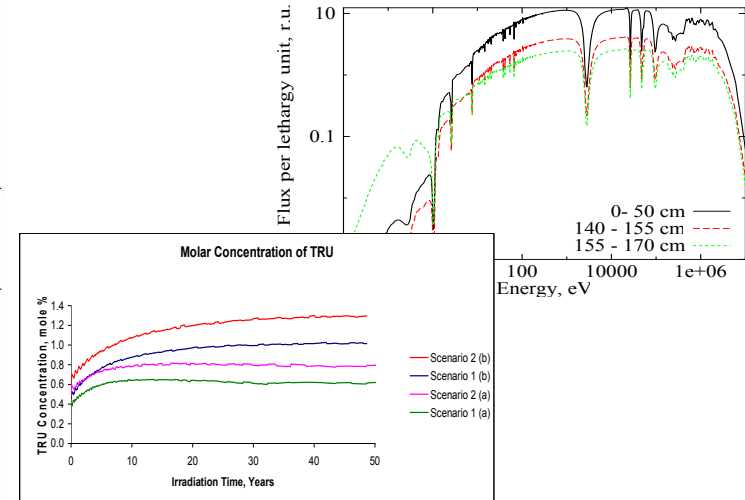 Flux per lethargy unit, r.u.
10
0.1
0- 50 cm
140 - 155 cm
155 - 170 cm
100 10000 1e+06
Energy, eV
Molar Concentration of TRU
TRU Concentration, mole %
1.4
1.2
1.0
0.8
0.6
0.4
0.2
0.0
0 10 20 30 40 50
Irradiation Time, Years
Scenario 2 (b)
Scenario 1 (b)
Scenario 2 (a)
Scenario 1 (a)